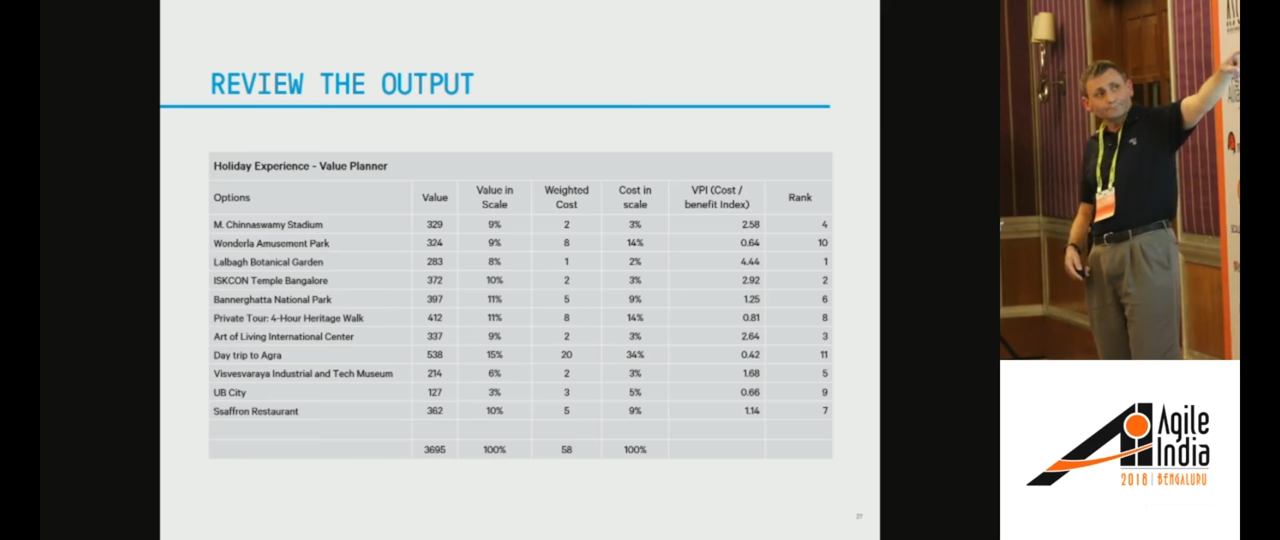 REVIEW THE OUTPUT
Holiday Experience - Value Planner
Options Value Value in Scale Weighted Cost Cost in scale VPI (Cost / benefit Index) Rank
M. Chinnaswamy Stadium 329 9% 2 3% 2.58 4
Wonderla Amusement Park 324 9% 8 14% 0.64 10
Lalbagh Botanical Garden 283 8% 1 2% 4.44 1
ISKCON Temple Bangalore 372 10% 2 3% 2.92 2
Bannerghatta National Park 397 11% 5 9% 1.25 6
Private Tour: 4-Hour Heritage Walk 412 11% 8 14% 0.81 8
Art of Living International Center 337 9% 2 3% 2.64 3
Day trip to Agra 538 15% 20 34% 0.42 11
Visvesvaraya Industrial and Tech Museum 214 6% 2 3% 1.68 5
UB City 127 3% 3 5% 0.66 9
Ssaffron Restaurant 362 10% 5 9% 1.14 7
3695 100% 58 100%
27
Agile
India
2018 | BENGALURU